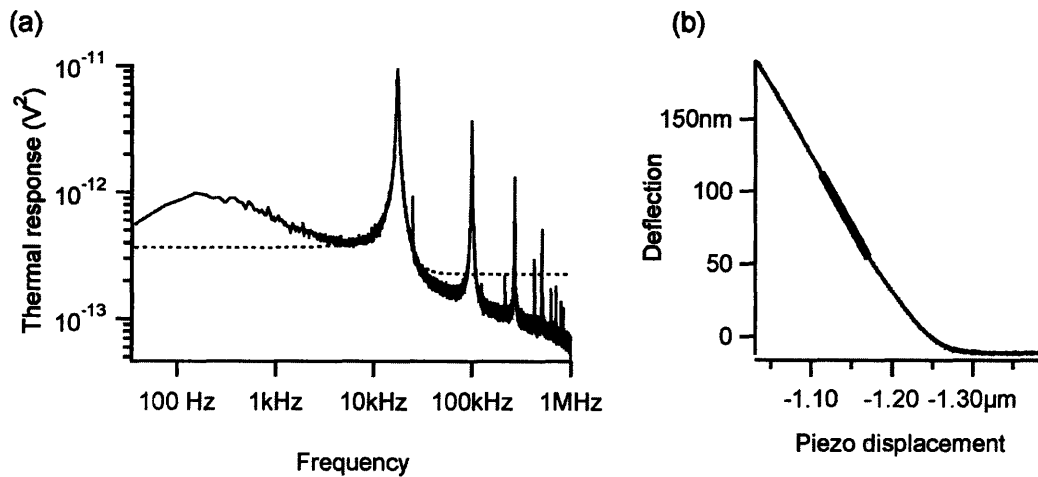 (a)
Thermal response (V²)
10⁻¹¹
10⁻¹²
10⁻¹³
100 Hz 1kHz 10kHz 100kHz 1MHz
Frequency
(b)
Deflection
150nm
100
50
0
-1.10 -1.20 -1.30µm
Piezo displacement